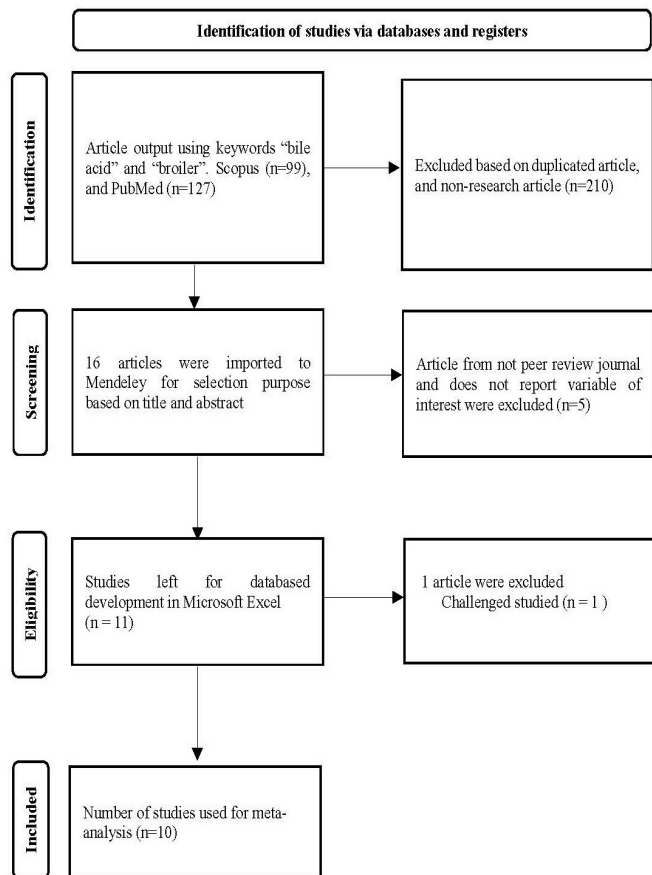 Identification of studies via databases and registers
Identification
Article output using keywords “bile
acid” and “broiler”. Scopus (n=99),
and PubMed (n=127)
Excluded based on duplicated article,
and non-research article (n=210)
Screening
16 articles were imported to
Mendeley for selection purpose
based on title and abstract
Article from not peer review journal
and does not report variable of
interest were excluded (n=5)
Eligibility
Studies left for databased
development in Microsoft Excel
(n = 11)
1 article were excluded
Challenged studied (n = 1 )
Included
Number of studies used for meta-
analysis (n=10)